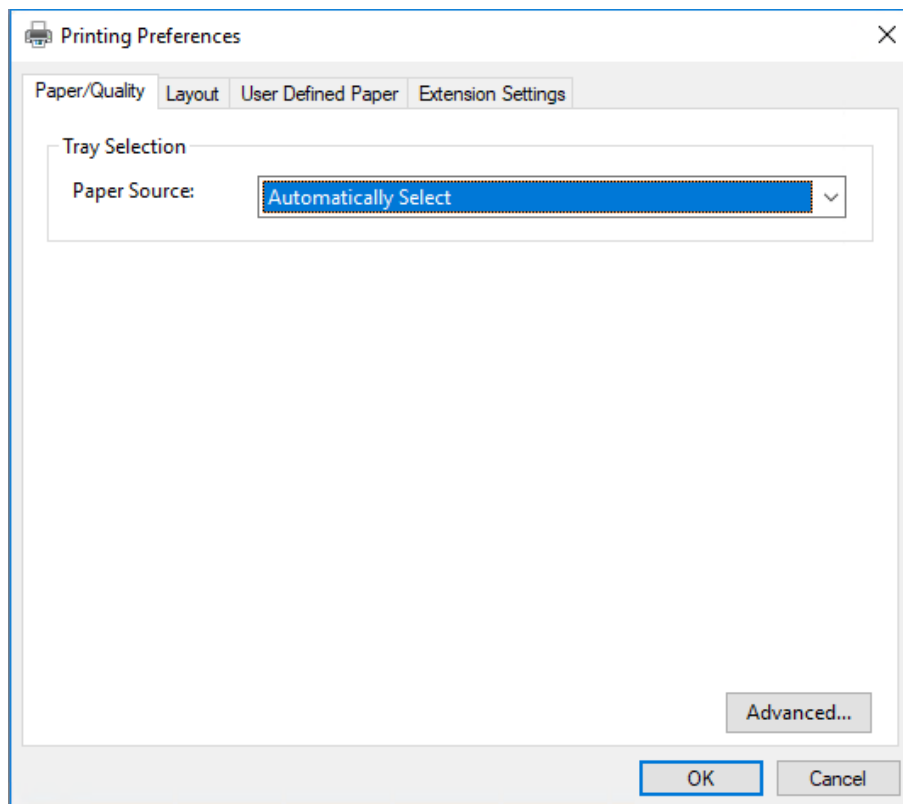 Printing Preferences
Paper/Quality Layout User Defined Paper Extension Settings
Tray Selection
Paper Source: Automatically Select
Advanced...
OK Cancel